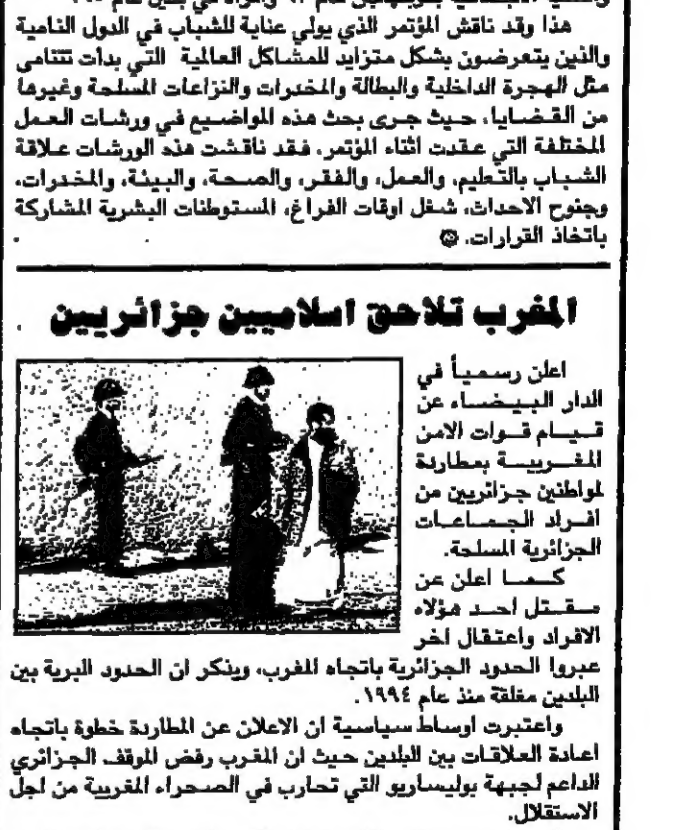 هذا وقد ناقش المؤتمر الذي يولي عناية للشباب في الدول النامية
والذين يتعرضون بشكل متزايد للمشاكل العالمية التي بدأت تتنامى
مثل الهجرة الداخلية والبطالة والمخدرات والنزاعات المسلحة وغيرها
من القضايا، حيث جرى بحث هذه المواضيع في ورشات العمل
المختلفة التي عقدت اثناء المؤتمر، فقد ناقشت هذه الورشات علاقة
الشباب بالتعليم، والعمل، والفقر، والصحة، والبيئة، والمخدرات،
وجنوح الاحداث، شغل اوقات الفراغ، المستوطنات البشرية المشاركة
باتخاذ القرارات.
المغرب تلاحق اسلاميين جزائريين
اعلن رسمياً في
الدار البيضاء عن
قيام قوات الامن
المغربية بمطاردة
لمواطنين جزائريين من
افراد الجماعات
الجزائرية المسلحة.
كما اعلن عن
مقتل احد هؤلاء
الافراد واعتقال اخر
عبروا الحدود الجزائرية باتجاه المغرب، ويذكر ان الحدود البرية بين
البلدين مغلقة منذ عام ١٩٩٤.
واعتبرت اوساط سياسية ان الاعلان عن المطاردة خطوة باتجاه
اعادة العلاقات بين البلدين حيث ان المغرب رفض الموقف الجزائري
الداعم لجبهة بوليساريو التي تحارب في الصحراء المغربية من اجل
الاستقلال.